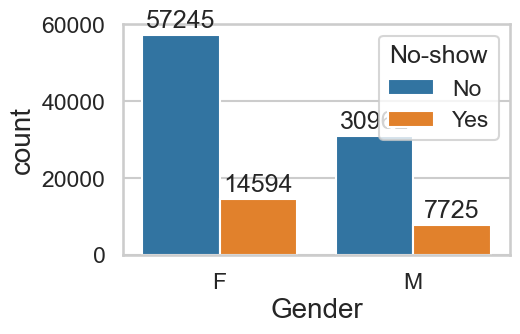 60000
40000
20000
0
count
57245
14594
7725
F
M
Gender
No-show
No
Yes